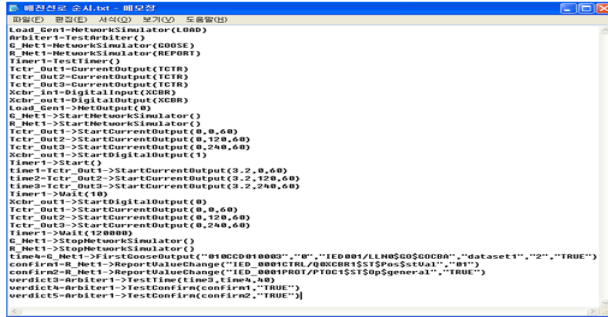 배전선로 순시.txt - 메모장
파일(F) 편집(E) 서식(O) 보기(V) 도움말(H)
Load_Gen1=NetworkSimulator(LOAD)
Arbiter1=TestArbiter()
G_Net1=NetworkSimulator(GOOSE)
R_Net1=NetworkSimulator(REPORT)
Timer1=TestTimer()
Tctr_Out1=CurrentOutput(TCTR)
Tctr_Out2=CurrentOutput(TCTR)
Tctr_Out3=CurrentOutput(TCTR)
Xcbr_in1=DigitalInput(XCBR)
Xcbr_out1=DigitalOutput(XCBR)
Load_Gen1->NetOutput(0)
G_Net1->StartNetworkSimulator()
R_Net1->StartNetworkSimulator()
Tctr_Out1->StartCurrentOutput(0,0,60)
Tctr_Out2->StartCurrentOutput(0,120,60)
Tctr_Out3->StartCurrentOutput(0,240,60)
Xcbr_out1->StartDigitalOutput(1)
Timer1->Start()
time1=Tctr_Out1->StartCurrentOutput(3.2,0,60)
time2=Tctr_Out2->StartCurrentOutput(3.2,120,60)
time3=Tctr_Out3->StartCurrentOutput(3.2,240,60)
Timer1->Wait(10)
Xcbr_out1->StartDigitalOutput(0)
Tctr_Out1->StartCurrentOutput(0,0,60)
Tctr_Out2->StartCurrentOutput(0,120,60)
Tctr_Out3->StartCurrentOutput(0,240,60)
Timer1->Wait(120000)
G_Net1->StopNetworkSimulator()
R_Net1->StopNetworkSimulator()
time4=G_Net1->FirstGooseOutput("010CCD010003","0","IED001/LLN0$GO$GOCBA","dataset1","2","TRUE")
confirm1=R_Net1->ReportValueChange("IED_0001CTRL/Q0XCBR1$ST$Pos$stVal","01")
confirm2=R_Net1->ReportValueChange("IED_0001PROT/PTOC1$ST$Op$general","TRUE")
verdict3=Arbiter1->TestTime(time3,time4,40)
verdict4=Arbiter1->TestConfirm(confirm1,"TRUE")
verdict5=Arbiter1->TestConfirm(confirm2,"TRUE")